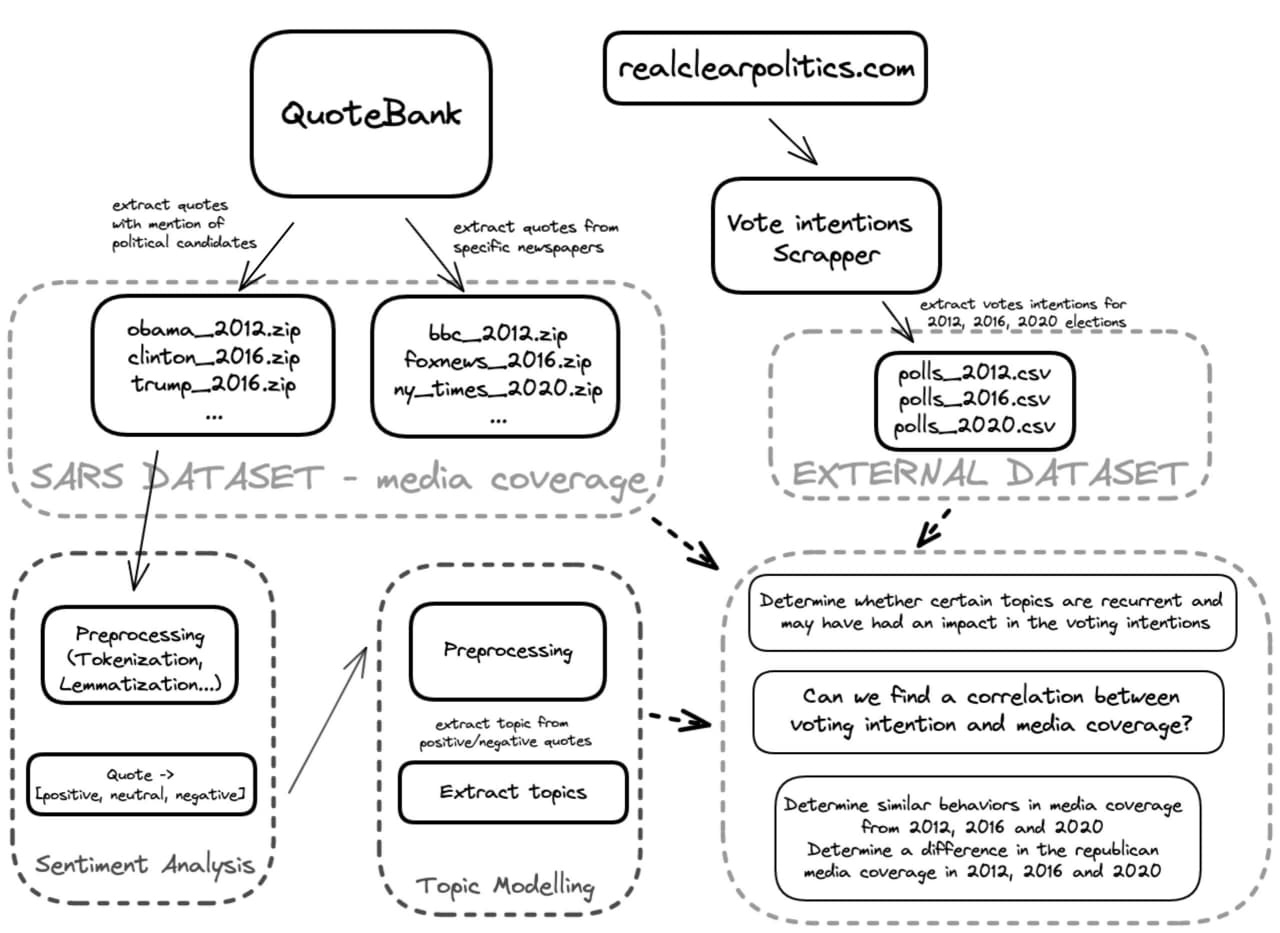 QuoteBank
realclearpolitics.com
extract quotes
with mention of
political candidates
extract quotes from
specific newspapers
Vote intentions
Scrapper
extract votes intentions for
2012, 2016, 2020 elections
obama_2012.zip
clinton_2016.zip
trump_2016.zip
...
bbc_2012.zip
foxnews_2016.zip
ny_times_2020.zip
...
SARS DATASET - media coverage
polls_2012.csv
polls_2016.csv
polls_2020.csv
EXTERNAL DATASET
Preprocessing
(Tokenization,
Lemmatization...)
Quote ->
[positive, neutral, negative]
Sentiment Analysis
Preprocessing
extract topic from
positive/negative quotes
Extract topics
Topic Modelling
Determine whether certain topics are recurrent and
may have had an impact in the voting intentions
Can we find a correlation between
voting intention and media coverage?
Determine similar behaviors in media coverage
from 2012, 2016 and 2020
Determine a difference in the republican
media coverage in 2012, 2016 and 2020